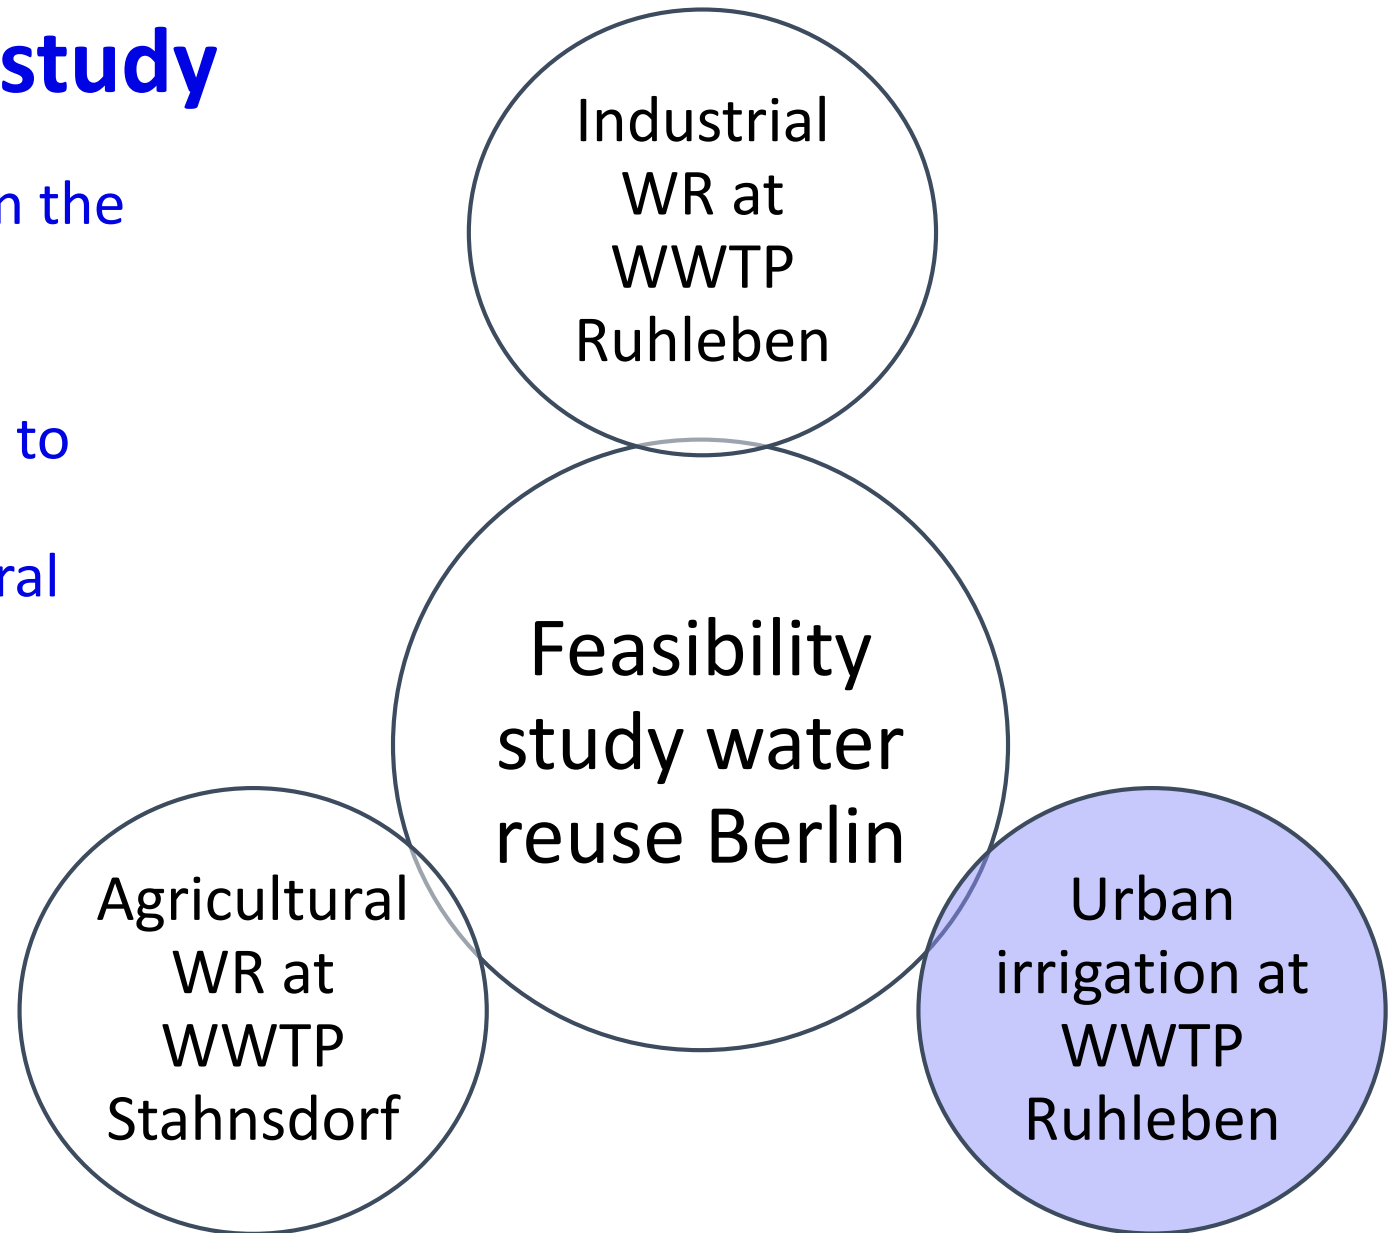 study
n the
to
ral
Industrial
WR at
WWTP
Ruhleben
Feasibility
study water
reuse Berlin
Agricultural
WR at
WWTP
Stahnsdorf
Urban
irrigation at
WWTP
Ruhleben